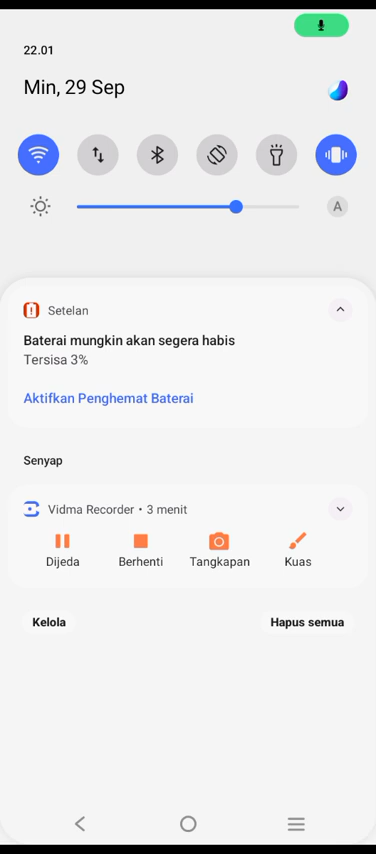 22.01
Min, 29 Sep
A
Setelan
Baterai mungkin akan segera habis
Tersisa 3%
Aktifkan Penghemat Baterai
Senyap
Vidma Recorder • 3 menit
Dijeda Berhenti Tangkapan Kuas
Kelola Hapus semua